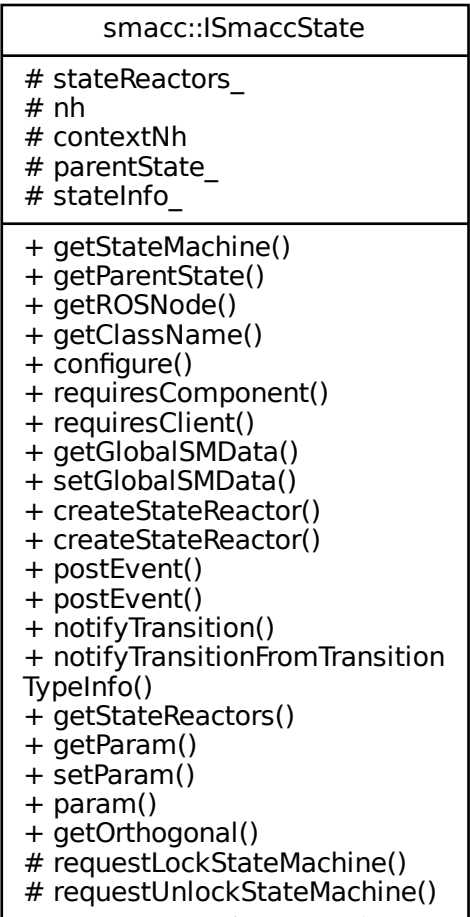 smacc::ISmaccState
# stateReactors_
# nh
# contextNh
# parentState_
# stateInfo_
+ getStateMachine()
+ getParentState()
+ getROSNode()
+ getClassName()
+ configure()
+ requiresComponent()
+ requiresClient()
+ getGlobalSMData()
+ setGlobalSMData()
+ createStateReactor()
+ createStateReactor()
+ postEvent()
+ postEvent()
+ notifyTransition()
+ notifyTransitionFromTransition
TypeInfo()
+ getStateReactors()
+ getParam()
+ setParam()
+ param()
+ getOrthogonal()
# requestLockStateMachine()
# requestUnlockStateMachine()